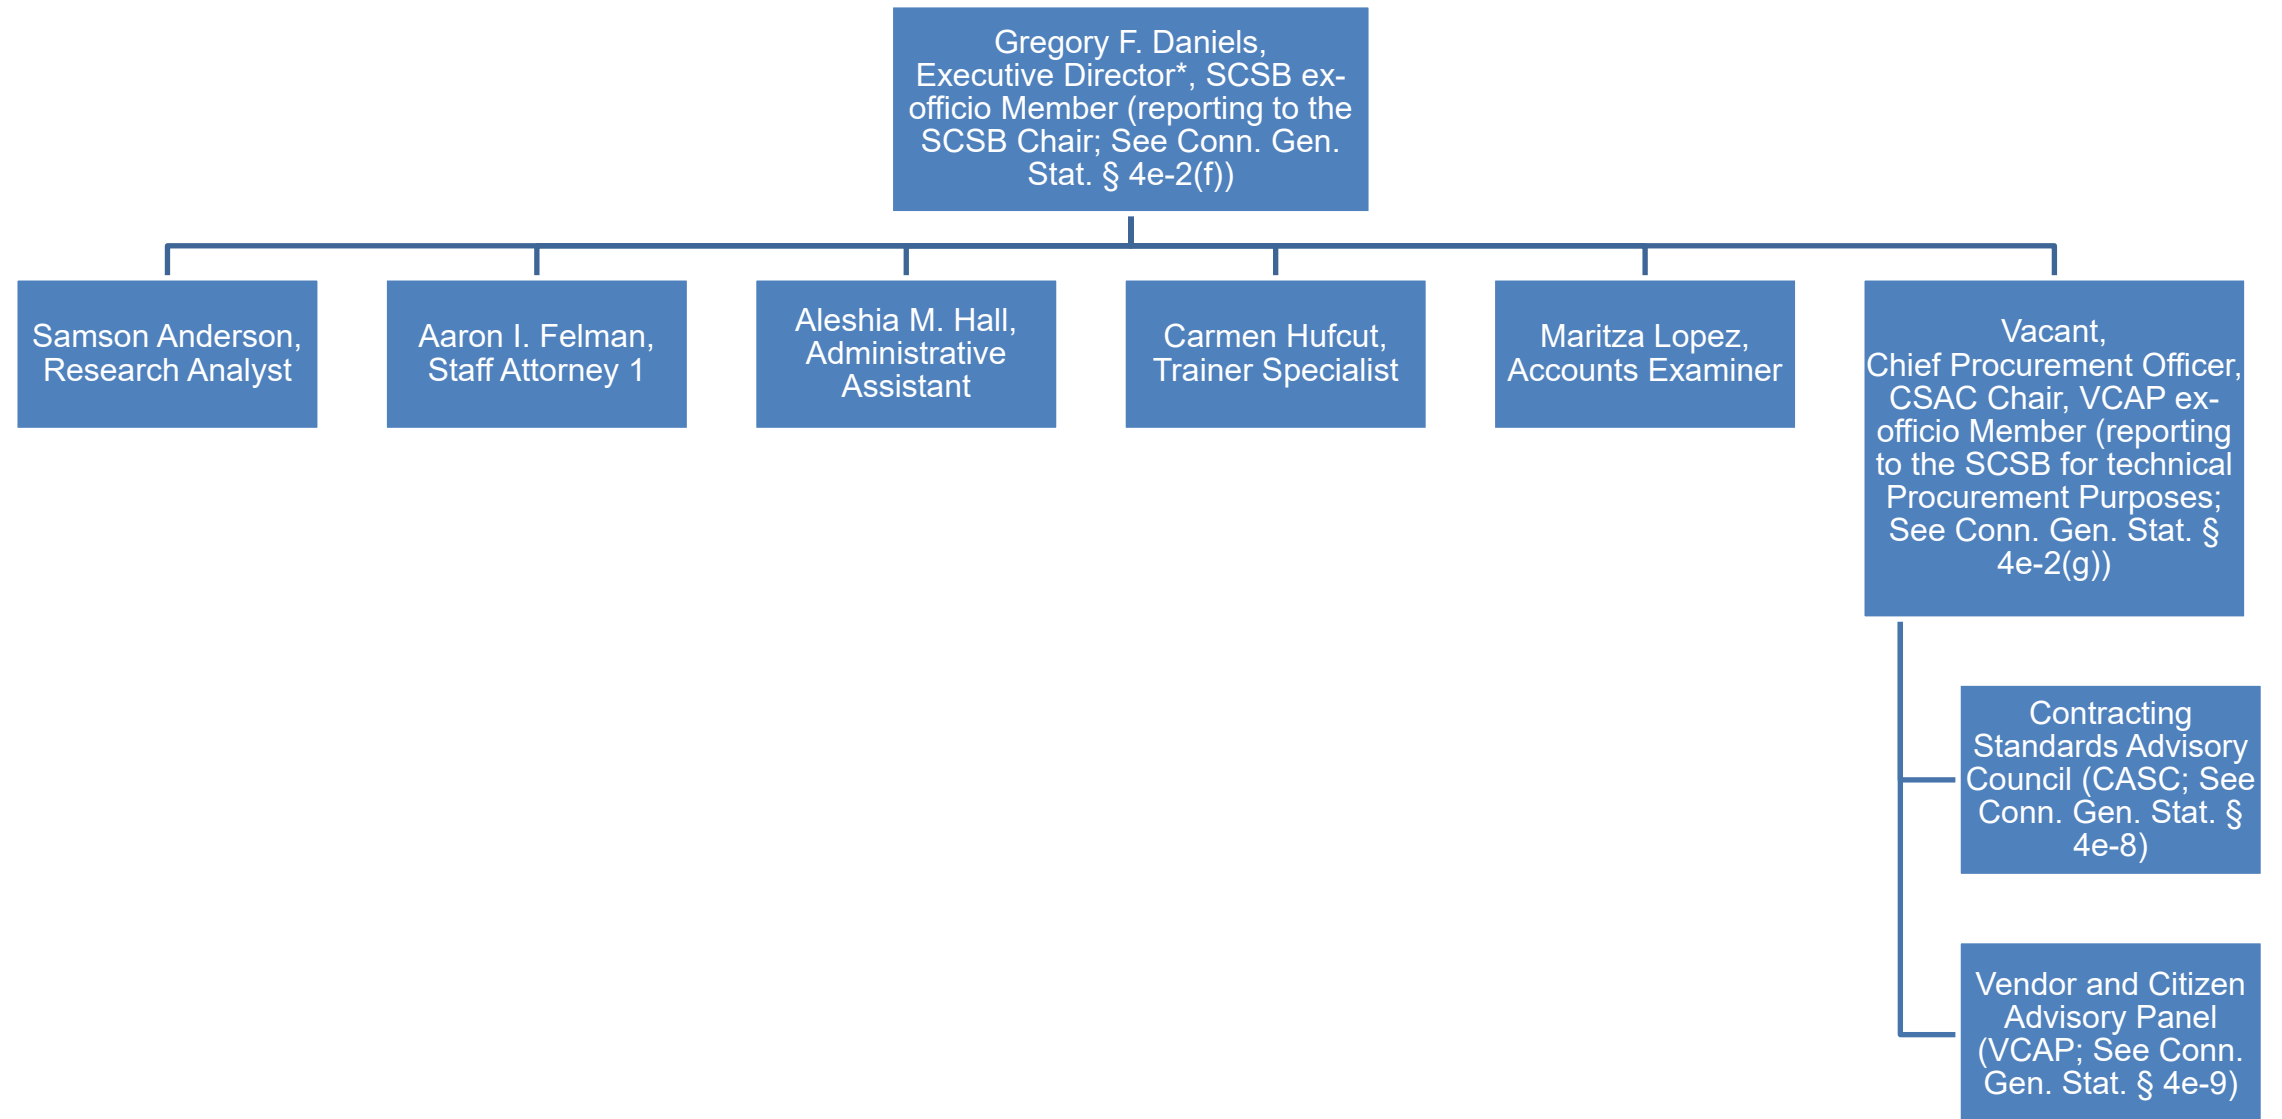 Gregory F. Daniels,
Executive Director*, SCSB ex-
officio Member (reporting to the
SCSB Chair; See Conn. Gen.
Stat. § 4e-2(f))
Samson Anderson,
Research Analyst
Aaron I. Felman,
Staff Attorney 1
Aleshia M. Hall,
Administrative
Assistant
Carmen Hufcut,
Trainer Specialist
Maritza Lopez,
Accounts Examiner
Vacant,
Chief Procurement Officer,
CSAC Chair, VCAP ex-
officio Member (reporting
to the SCSB for technical
Procurement Purposes;
See Conn. Gen. Stat. §
4e-2(g))
Contracting
Standards Advisory
Council (CASC; See
Conn. Gen. Stat. §
4e-8)
Vendor and Citizen
Advisory Panel
(VCAP; See Conn.
Gen. Stat. § 4e-9)